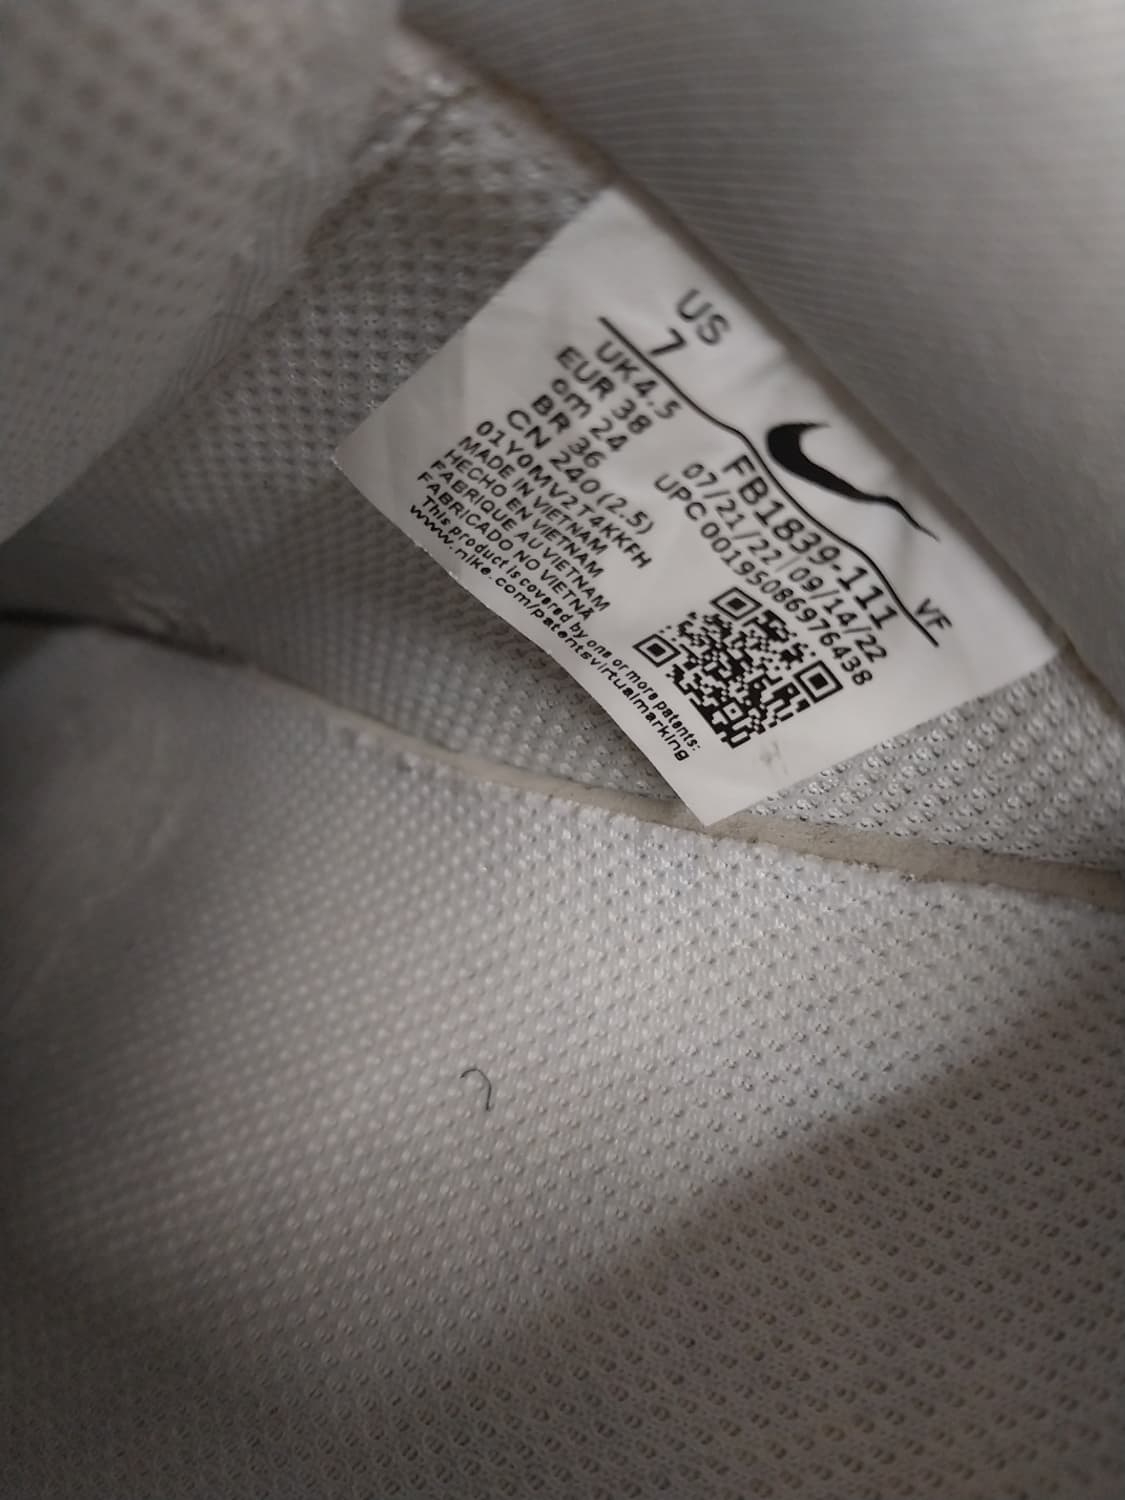 US
7
UK4.5
EUR 38
cm 24
BR 36
CN 240 (2.5)
01Y0MV2T4KKFH
MADE IN VIETNAM
HECHO EN VIETNAM
FABRIQUE AU VIETNAM
FABRICADO NO VIETNÃ
This product is covered by one or more patents:
www.nike.com/patentsvirtualmarking
VF
FB1839-111
07/21/22 09/14/22
UPC 00195086976438